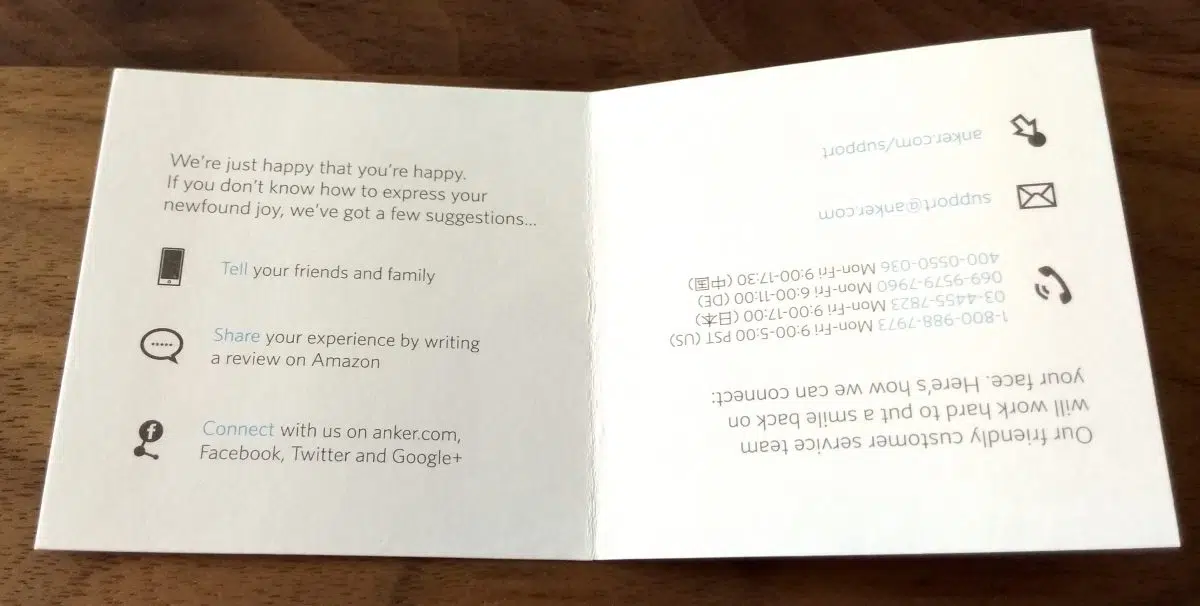 We're just happy that you're happy.
If you don't know how to express your
newfound joy, we've got a few suggestions...
Tell your friends and family
Share your experience by writing
a review on Amazon
f
Connect with us on anker.com,
Facebook, Twitter and Google+
Our friendly customer service team
will work hard to put a smile back on
your face. Here's how we can connect:
1-800-988-7973 Mon-Fri 9:00-5:00 PST (US)
03-4455-7823 Mon-Fri 9:00-17:00 (日本)
069-9579-7960 Mon-Fri 6:00-11:00 (DE)
400-0550-036 Mon-Fri 9:00-17:30 (中国)
support@anker.com
anker.com/support